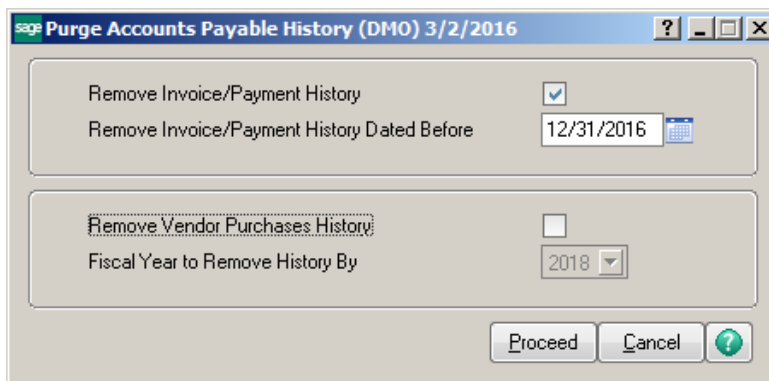 sage Purge Accounts Payable History (DMO) 3/2/2016 ?
Remove Invoice/Payment History
Remove Invoice/Payment History Dated Before 12/31/2016
Remove Vendor Purchases History
Fiscal Year to Remove History By 2018
Proceed Cancel ?